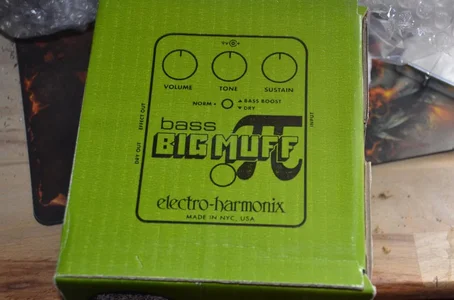 9V
VOLUME TONE SUSTAIN
NORM • ▲ BASS BOOST
▼ DRY
EFFECT OUT
DRY OUT
INPUT
bass
BIG MUFF π
electro-harmonix
MADE IN NYC, USA